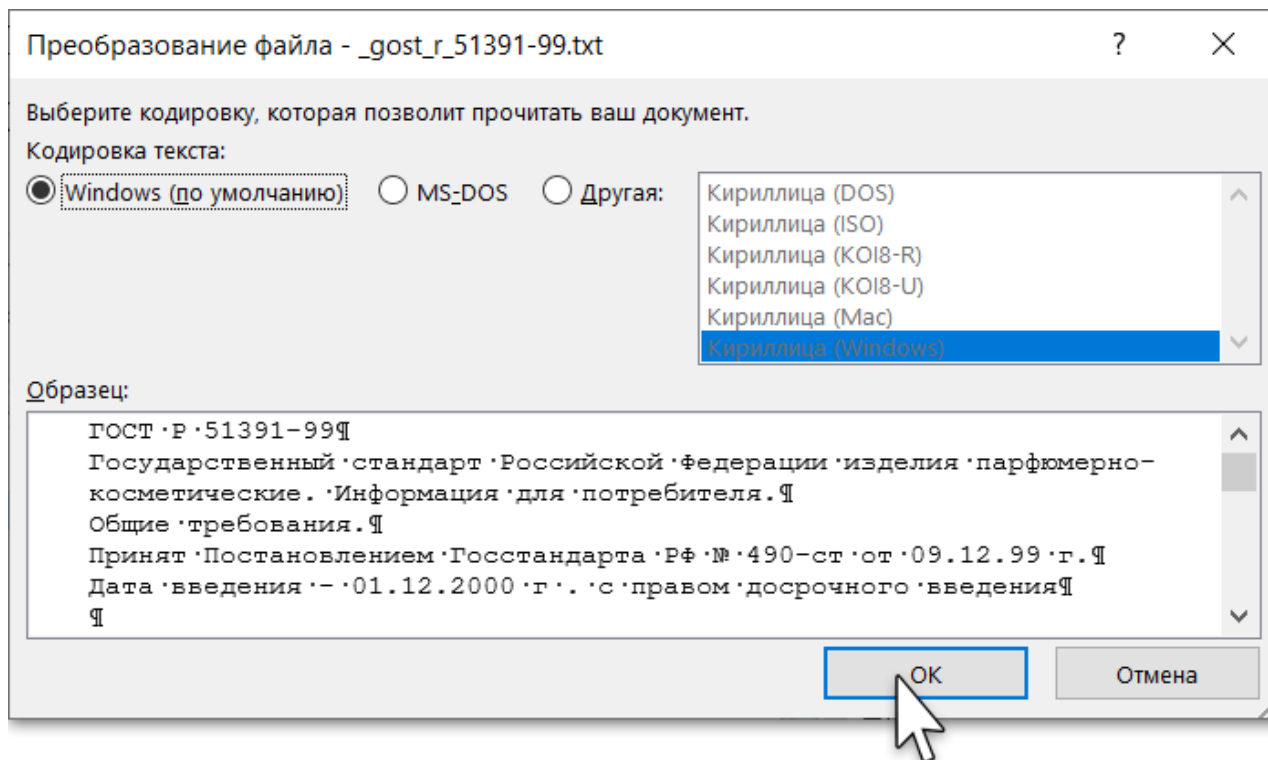 Преобразование файла - _gost_r_51391-99.txt ?
Выберите кодировку, которая позволит прочитать ваш документ.
Кодировка текста:
Windows (по умолчанию) MS-DOS Другая:
Кириллица (DOS)
Кириллица (ISO)
Кириллица (KOI8-R)
Кириллица (KOI8-U)
Кириллица (Mac)
Кириллица (Windows)
Образец:
ГОСТ·Р·51391-99¶
Государственный·стандарт·Российской·Федерации·изделия·парфюмерно-
косметические.·Информация·для·потребителя.¶
Общие·требования.¶
Принят·Постановлением·Госстандарта·РФ·№·490-ст·от·09.12.99·г.¶
Дата·введения·-·01.12.2000·г·.·с·правом·досрочного·введения¶
¶
ОК Отмена